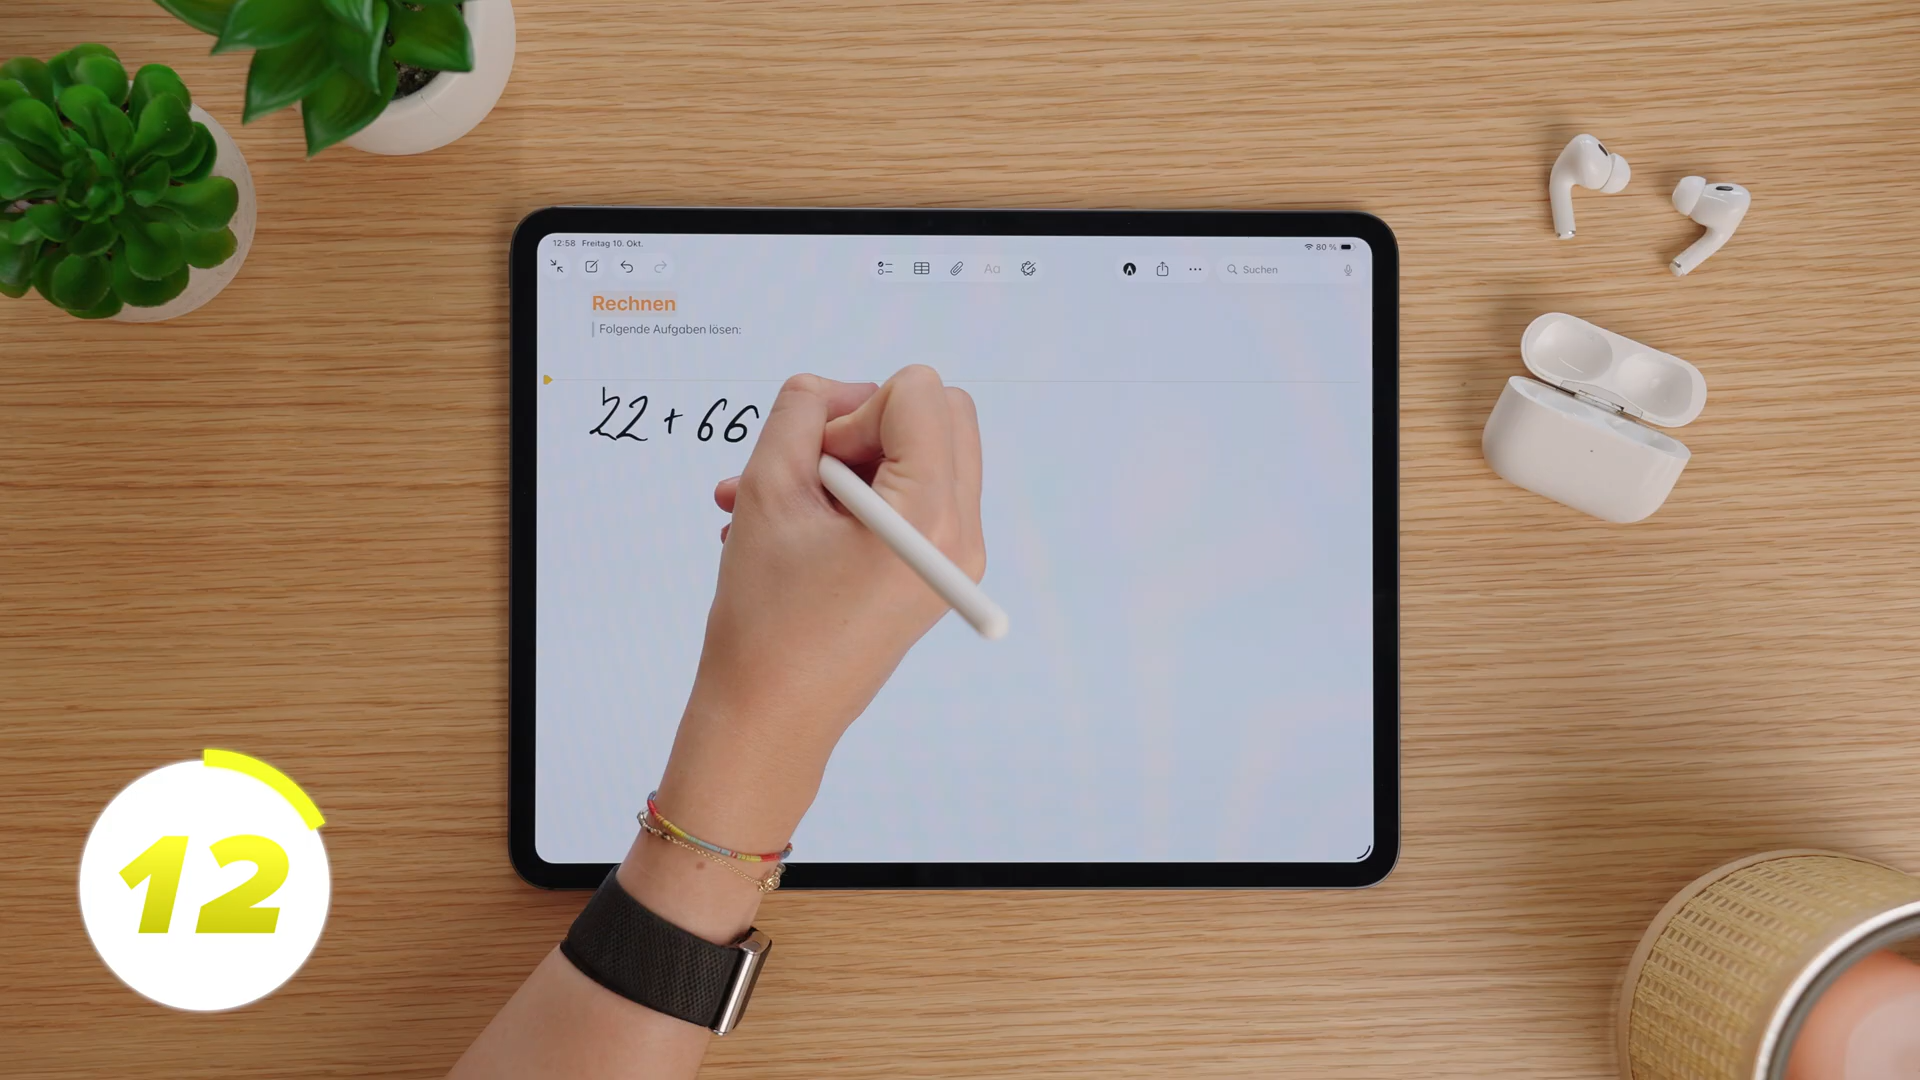 12:58 Freitag 10. Okt.
80 %
Aa
Suchen
Rechnen
Folgende Aufgaben lösen:
22 + 66
12